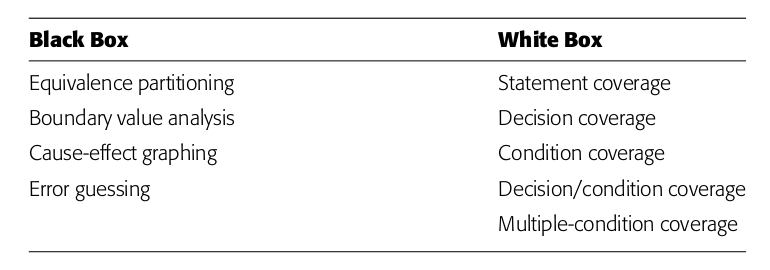 Black Box White Box
Equivalence partitioning Statement coverage
Boundary value analysis Decision coverage
Cause-effect graphing Condition coverage
Error guessing Decision/condition coverage
Multiple-condition coverage